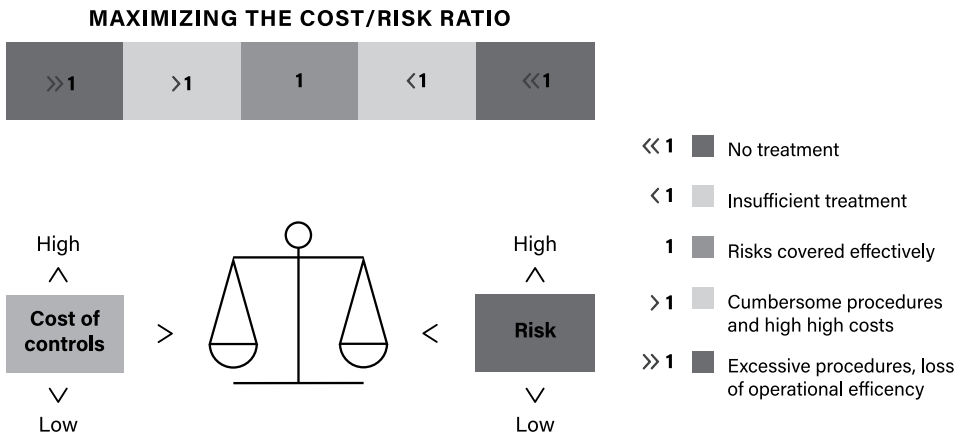 MAXIMIZING THE COST/RISK RATIO
≫1 >1 1 <1 ≪1
≪ 1 No treatment
< 1 Insufficient treatment
1 Risks covered effectively
> 1 Cumbersome procedures
and high high costs
≫ 1 Excessive procedures, loss
of operational efficency
High
Cost of
controls
Low
>
<
High
Risk
Low